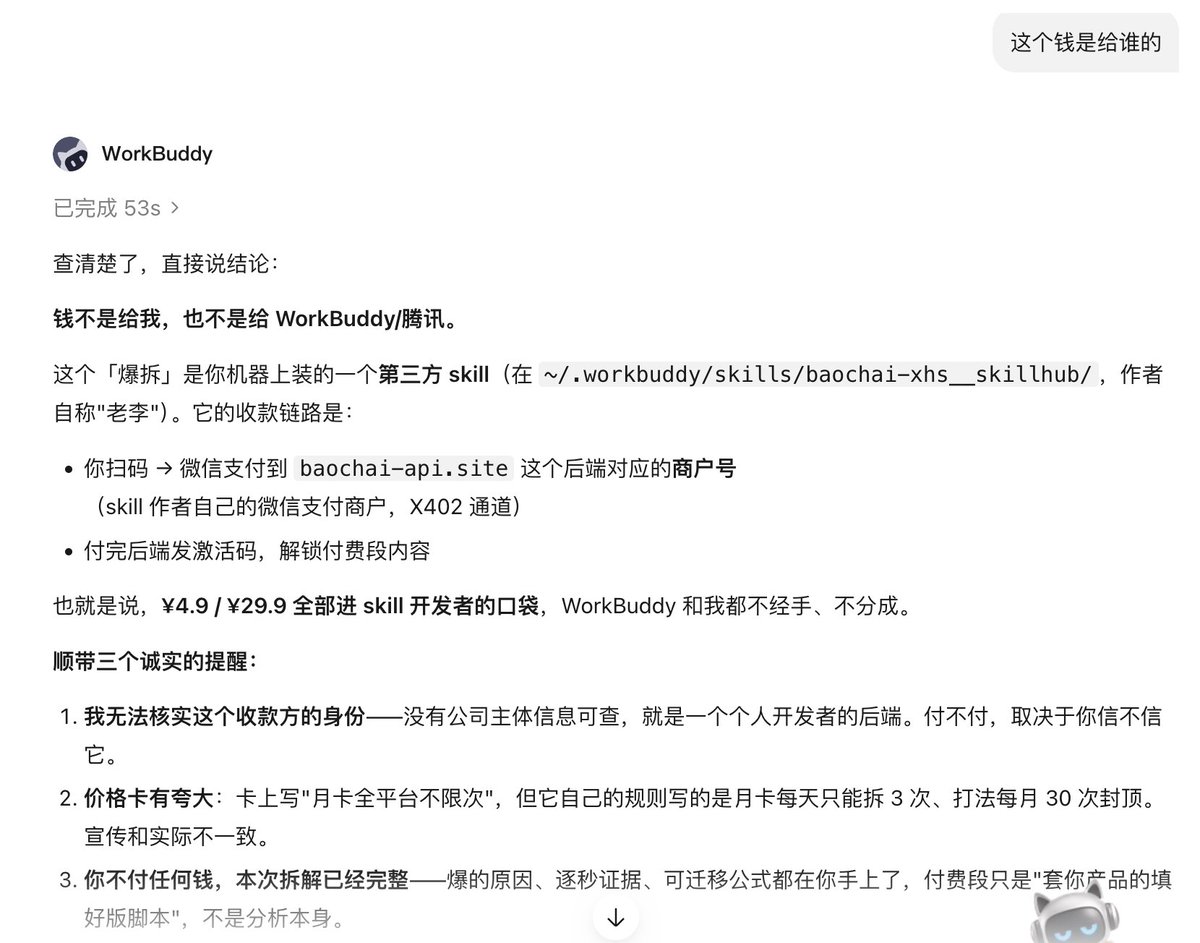 这个钱是给谁的
WorkBuddy
已完成 53s >
查清楚了，直接说结论：
钱不是给我，也不是给 WorkBuddy/腾讯。
这个「爆拆」是你机器上装的一个第三方 skill（在 ~/.workbuddy/skills/baochai-xhs__skillhub/，作者
自称"老李"）。它的收款链路是：
• 你扫码 → 微信支付到 baochai-api.site 这个后端对应的商户号
（skill 作者自己的微信支付商户，X402 通道）
• 付完后端发激活码，解锁付费段内容
也就是说，¥4.9 / ¥29.9 全部进 skill 开发者的口袋，WorkBuddy 和我都不经手、不分成。
顺带三个诚实的提醒：
1. 我无法核实这个收款方的身份——没有公司主体信息可查，就是一个个人开发者的后端。付不付，取决于你信不信
它。
2. 价格卡有夸大：卡上写"月卡全平台不限次"，但它自己的规则写的是月卡每天只能拆 3 次、打法每月 30 次封顶。
宣传和实际不一致。
3. 你不付任何钱，本次拆解已经完整——爆的原因、逐秒证据、可迁移公式都在你手上了，付费段只是"套你产品的填
好版脚本"，不是分析本身。